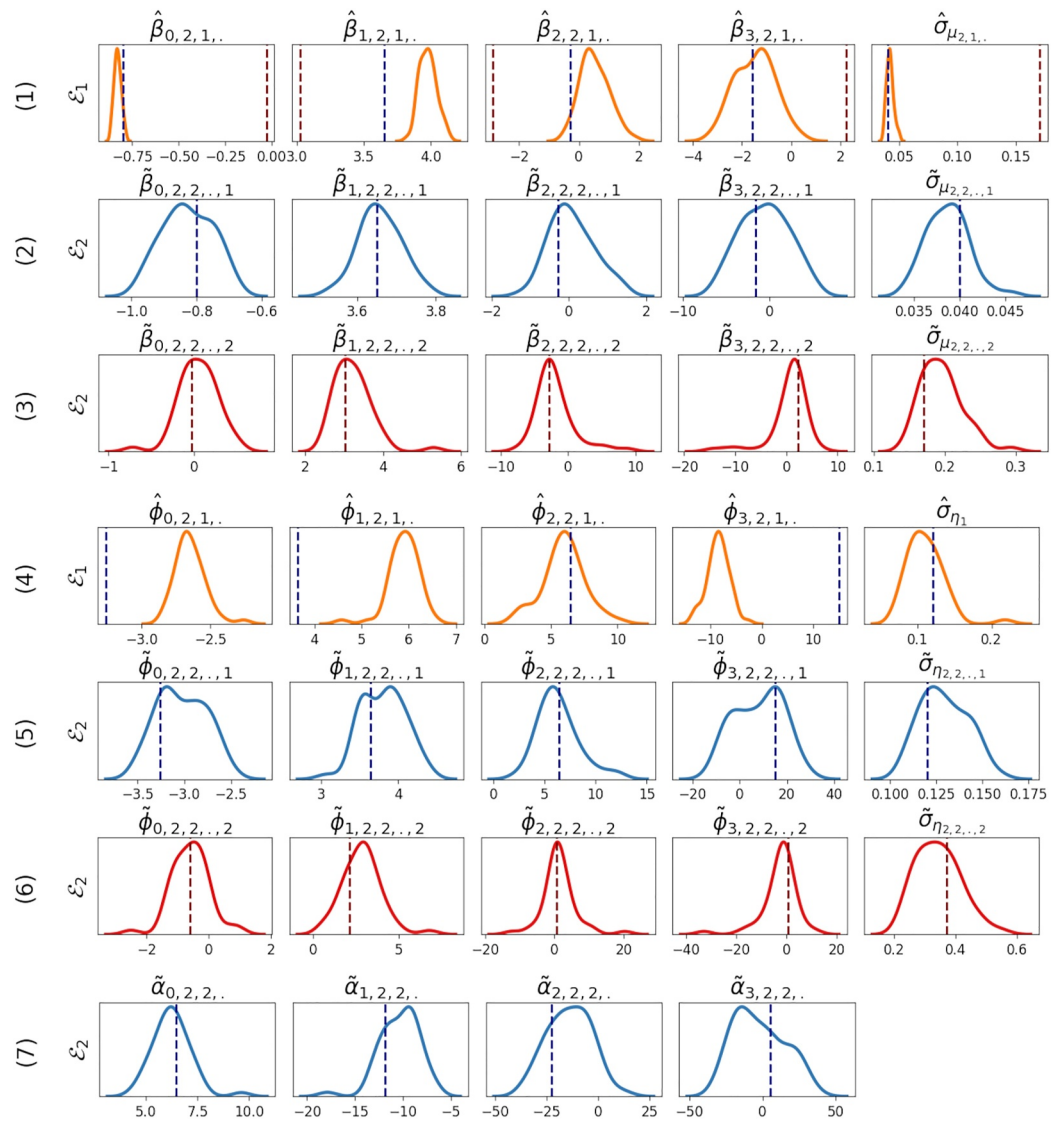 β̂₀,₂,₁,. β̂₁,₂,₁,. β̂₂,₂,₁,. β̂₃,₂,₁,. σ̂_μ₂,₁,.
(1) ℰ₁
−0.75 −0.50 −0.25 0.00 3.0 3.5 4.0 −2 0 2 −4 −2 0 2 0.05 0.10 0.15
β̃₀,₂,₂,.,₁ β̃₁,₂,₂,.,₁ β̃₂,₂,₂,.,₁ β̃₃,₂,₂,.,₁ σ̃_μ₂,₂,.,₁
(2) ℰ₂
−1.0 −0.8 −0.6 3.6 3.8 −2 0 2 −10 0 0.035 0.040 0.045
β̃₀,₂,₂,.,₂ β̃₁,₂,₂,.,₂ β̃₂,₂,₂,.,₂ β̃₃,₂,₂,.,₂ σ̃_μ₂,₂,.,₂
(3) ℰ₂
−1 0 2 4 6 −10 0 10 −20 −10 0 10 0.1 0.2 0.3
ϕ̂₀,₂,₁,. ϕ̂₁,₂,₁,. ϕ̂₂,₂,₁,. ϕ̂₃,₂,₁,. σ̂_η₁
(4) ℰ₁
−3.0 −2.5 4 5 6 7 0 5 10 −10 0 10 0.1 0.2
ϕ̃₀,₂,₂,.,₁ ϕ̃₁,₂,₂,.,₁ ϕ̃₂,₂,₂,.,₁ ϕ̃₃,₂,₂,.,₁ σ̃_η₂,₂,.,₁
(5) ℰ₂
−3.5 −3.0 −2.5 3 4 0 5 10 15 −20 0 20 40 0.100 0.125 0.150 0.175
ϕ̃₀,₂,₂,.,₂ ϕ̃₁,₂,₂,.,₂ ϕ̃₂,₂,₂,.,₂ ϕ̃₃,₂,₂,.,₂ σ̃_η₂,₂,.,₂
(6) ℰ₂
−2 0 2 0 5 −20 0 20 −40 −20 0 20 0.2 0.4 0.6
α̃₀,₂,₂,. α̃₁,₂,₂,. α̃₂,₂,₂,. α̃₃,₂,₂,.
(7) ℰ₂
5.0 7.5 10.0 −20 −15 −10 −5 −50 −25 0 25 −50 0 50